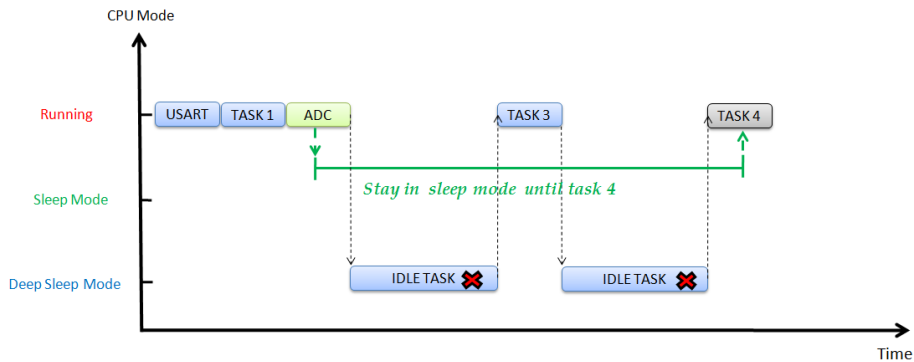 CPU Mode
Running
USART
TASK 1
ADC
TASK 3
TASK 4
Stay in sleep mode until task 4
Sleep Mode
Deep Sleep Mode
IDLE TASK
IDLE TASK
Time